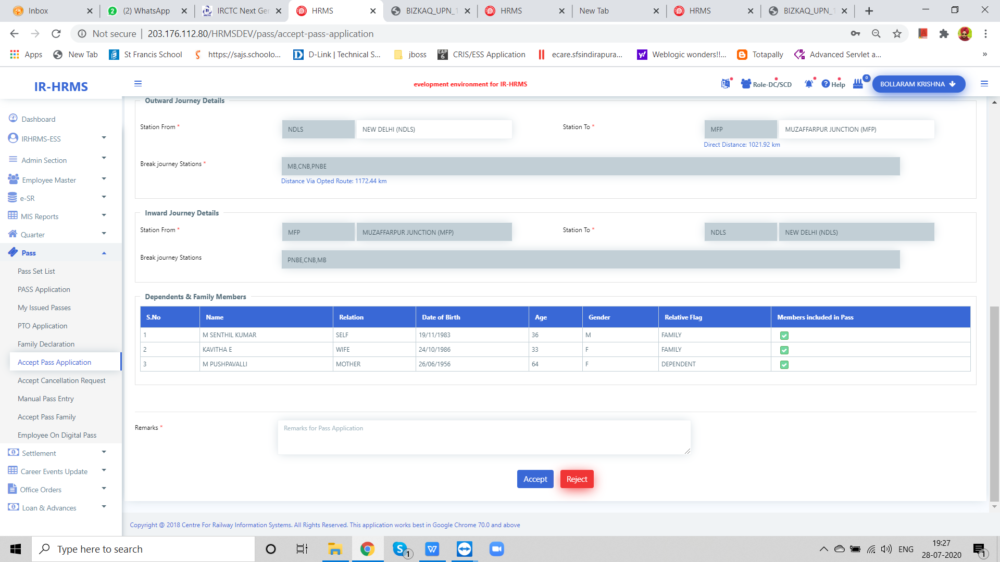 Inbox
(2) WhatsApp
IRCTC Next Ger
HRMS
BIZKAQ_UPN_1
HRMS
New Tab
HRMS
BIZKAQ_UPN_1
Not secure
203.176.112.80/HRMSDEV/pass/accept-pass-application
Apps
New Tab
St Francis School
https://sajs.schoolo...
D-Link | Technical S...
jboss
EAP 6
CRIS/ESS Application
ecare.sfsindirapura...
Weblogic wonders!!...
Totapally
Advanced Servlet a...
»
IR-HRMS
evelopment environment for IR-HRMS
Role-DC/SCD
Help
0
BOLLARAM KRISHNA
Dashboard
IRHRMS-ESS
Admin Section
Employee Master
e-SR
MIS Reports
Quarter
Pass
Pass Set List
PASS Application
My Issued Passes
PTO Application
Family Declaration
Accept Pass Application
Accept Cancellation Request
Manual Pass Entry
Accept Pass Family
Employee On Digital Pass
Settlement
Career Events Update
Office Orders
Loan & Advances
Outward Journey Details
Station From *
NDLS
NEW DELHI (NDLS)
Station To *
MFP
MUZAFFARPUR JUNCTION (MFP)
Direct Distance: 1021.92 km
Break journey Stations *
MB,CNB,PNBE
Distance Via Opted Route: 1172.44 km
Inward Journey Details
Station From *
MFP
MUZAFFARPUR JUNCTION (MFP)
Station To *
NDLS
NEW DELHI (NDLS)
Break journey Stations
PNBE,CNB,MB
Dependents & Family Members
S.No Name Relation Date of Birth Age Gender Relative Flag Members included in Pass
1 M SENTHIL KUMAR SELF 19/11/1983 36 M FAMILY
2 KAVITHA E WIFE 24/10/1986 33 F FAMILY
3 M PUSHPAVALLI MOTHER 26/06/1956 64 F DEPENDENT
Remarks *
Remarks for Pass Application
Accept
Reject
Copyright @ 2018 Centre For Railway Information Systems. All Rights Reserved. This application works best in Google Chrome 70.0 and above
Type here to search
1
ENG
19:27
28-07-2020
1